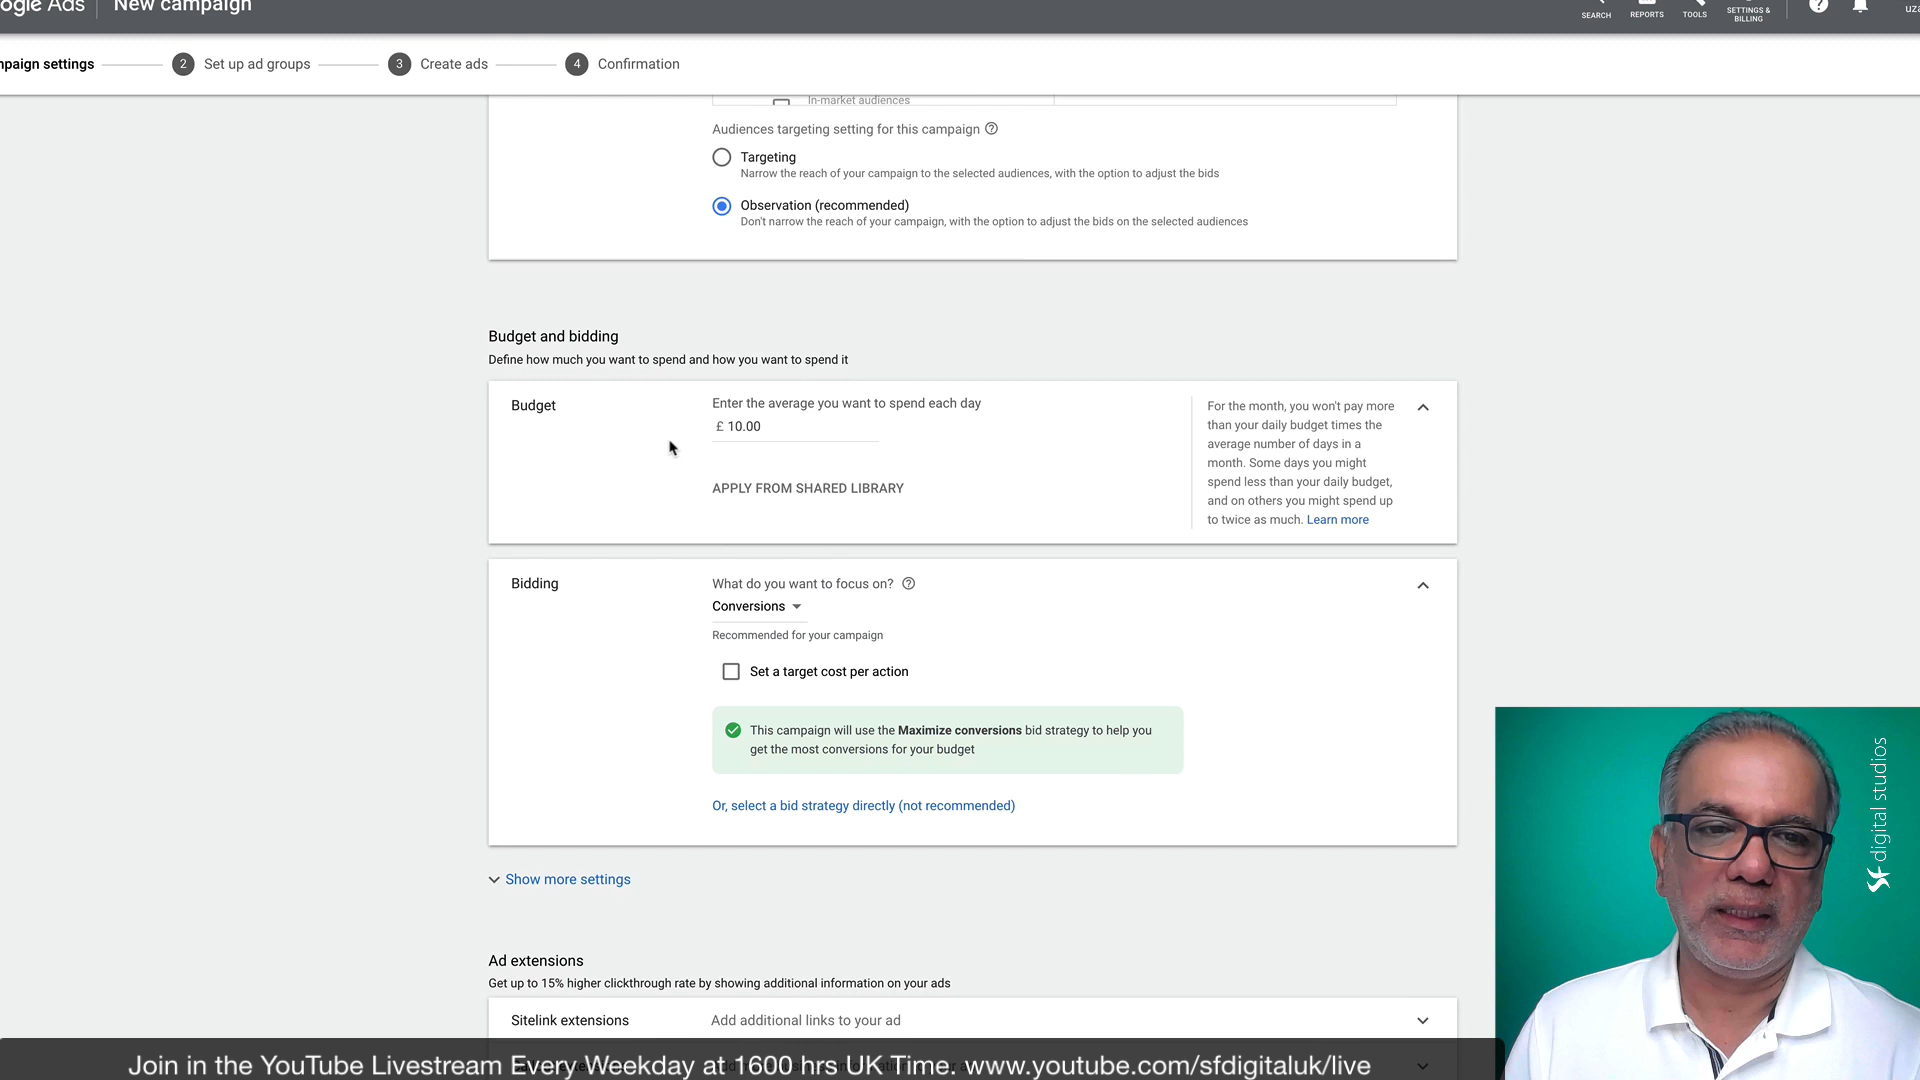 ogle Ads
New campaign
SEARCH
REPORTS
TOOLS
SETTINGS &
BILLING
?
uza
mpaign settings
2 Set up ad groups
3 Create ads
4 Confirmation
In-market audiences
Audiences targeting setting for this campaign ?
Targeting
Narrow the reach of your campaign to the selected audiences, with the option to adjust the bids
Observation (recommended)
Don't narrow the reach of your campaign, with the option to adjust the bids on the selected audiences
Budget and bidding
Define how much you want to spend and how you want to spend it
Budget
Enter the average you want to spend each day
£ 10.00
APPLY FROM SHARED LIBRARY
For the month, you won't pay more
than your daily budget times the
average number of days in a
month. Some days you might
spend less than your daily budget,
and on others you might spend up
to twice as much. Learn more
Bidding
What do you want to focus on? ?
Conversions
Recommended for your campaign
Set a target cost per action
This campaign will use the Maximize conversions bid strategy to help you
get the most conversions for your budget
Or, select a bid strategy directly (not recommended)
Show more settings
digital studios
Ad extensions
Get up to 15% higher clickthrough rate by showing additional information on your ads
Sitelink extensions
Add additional links to your ad
Join in the YouTube Livestream Every Weekday at 1600 hrs UK Time. www.youtube.com/sfdigitaluk/live